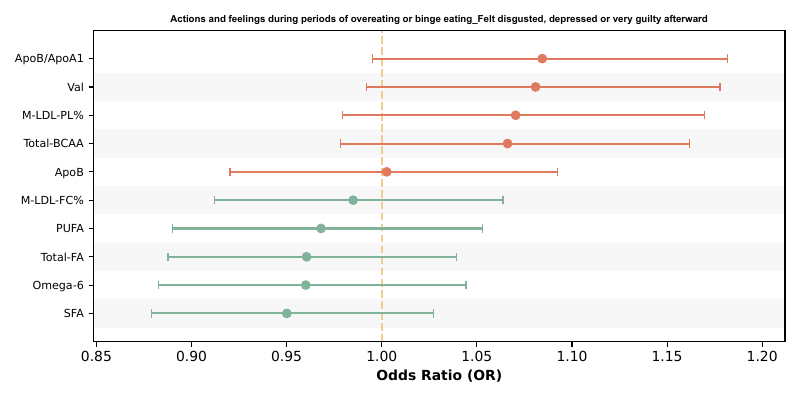 Actions and feelings during periods of overeating or binge eating_Felt disgusted, depressed or very guilty afterward
ApoB/ApoA1
Val
M-LDL-PL%
Total-BCAA
ApoB
M-LDL-FC%
PUFA
Total-FA
Omega-6
SFA
0.85 0.90 0.95 1.00 1.05 1.10 1.15 1.20
Odds Ratio (OR)